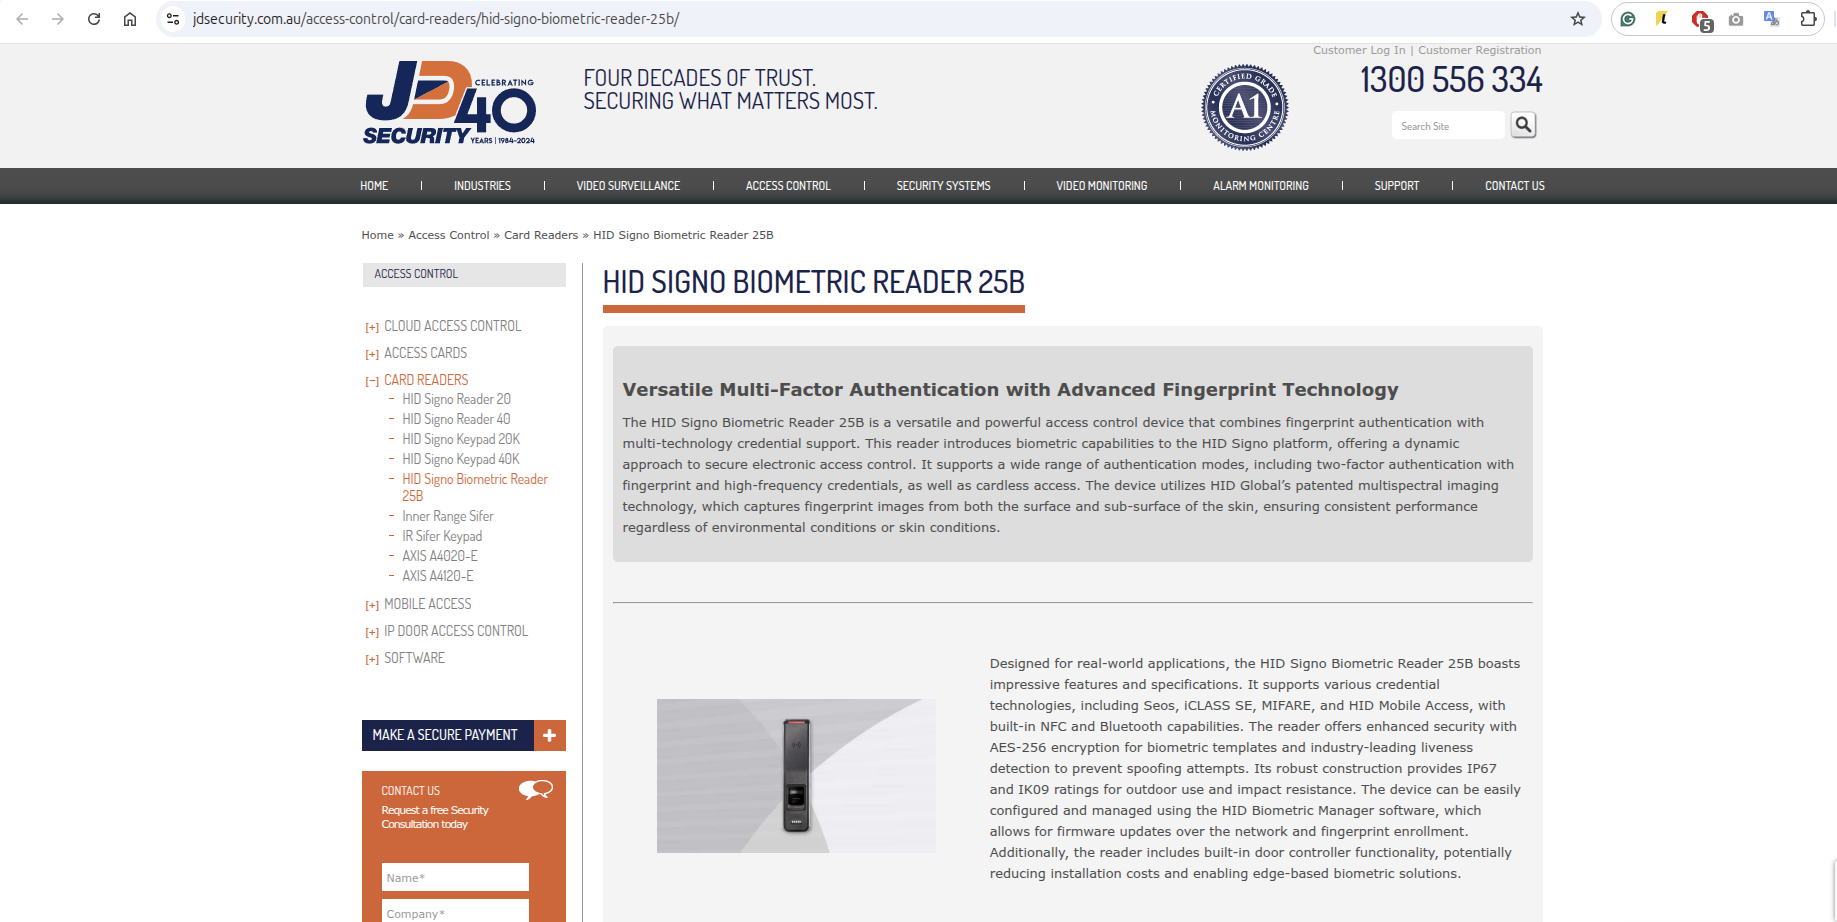 jdsecurity.com.au/access-control/card-readers/hid-signo-biometric-reader-25b/
5
Customer Log In | Customer Registration
JD
SECURITY
CELEBRATING
40
YEARS | 1984-2024
FOUR DECADES OF TRUST.
SECURING WHAT MATTERS MOST.
CERTIFIED GRADE
A1
MONITORING CENTRE
1300 556 334
Search Site
HOME | INDUSTRIES | VIDEO SURVEILLANCE | ACCESS CONTROL | SECURITY SYSTEMS | VIDEO MONITORING | ALARM MONITORING | SUPPORT | CONTACT US
Home » Access Control » Card Readers » HID Signo Biometric Reader 25B
ACCESS CONTROL
[+] CLOUD ACCESS CONTROL
[+] ACCESS CARDS
[–] CARD READERS
– HID Signo Reader 20
– HID Signo Reader 40
– HID Signo Keypad 20K
– HID Signo Keypad 40K
– HID Signo Biometric Reader
25B
– Inner Range Sifer
– IR Sifer Keypad
– AXIS A4020-E
– AXIS A4120-E
[+] MOBILE ACCESS
[+] IP DOOR ACCESS CONTROL
[+] SOFTWARE
MAKE A SECURE PAYMENT +
CONTACT US
Request a free Security
Consultation today
Name*
Company*
HID SIGNO BIOMETRIC READER 25B
Versatile Multi-Factor Authentication with Advanced Fingerprint Technology
The HID Signo Biometric Reader 25B is a versatile and powerful access control device that combines fingerprint authentication with
multi-technology credential support. This reader introduces biometric capabilities to the HID Signo platform, offering a dynamic
approach to secure electronic access control. It supports a wide range of authentication modes, including two-factor authentication with
fingerprint and high-frequency credentials, as well as cardless access. The device utilizes HID Global’s patented multispectral imaging
technology, which captures fingerprint images from both the surface and sub-surface of the skin, ensuring consistent performance
regardless of environmental conditions or skin conditions.
Designed for real-world applications, the HID Signo Biometric Reader 25B boasts
impressive features and specifications. It supports various credential
technologies, including Seos, iCLASS SE, MIFARE, and HID Mobile Access, with
built-in NFC and Bluetooth capabilities. The reader offers enhanced security with
AES-256 encryption for biometric templates and industry-leading liveness
detection to prevent spoofing attempts. Its robust construction provides IP67
and IK09 ratings for outdoor use and impact resistance. The device can be easily
configured and managed using the HID Biometric Manager software, which
allows for firmware updates over the network and fingerprint enrollment.
Additionally, the reader includes built-in door controller functionality, potentially
reducing installation costs and enabling edge-based biometric solutions.